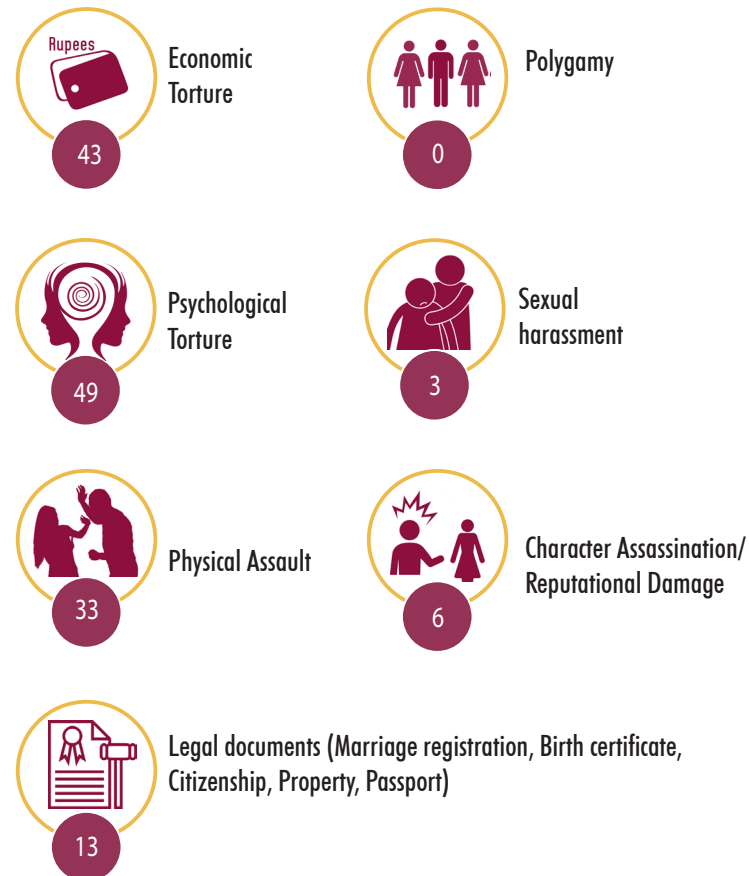 Rupees
Economic
Torture
43
Polygamy
0
Psychological
Torture
49
Sexual
harassment
3
Physical Assault
33
Character Assassination/
Reputational Damage
6
Legal documents (Marriage registration, Birth certificate,
Citizenship, Property, Passport)
13